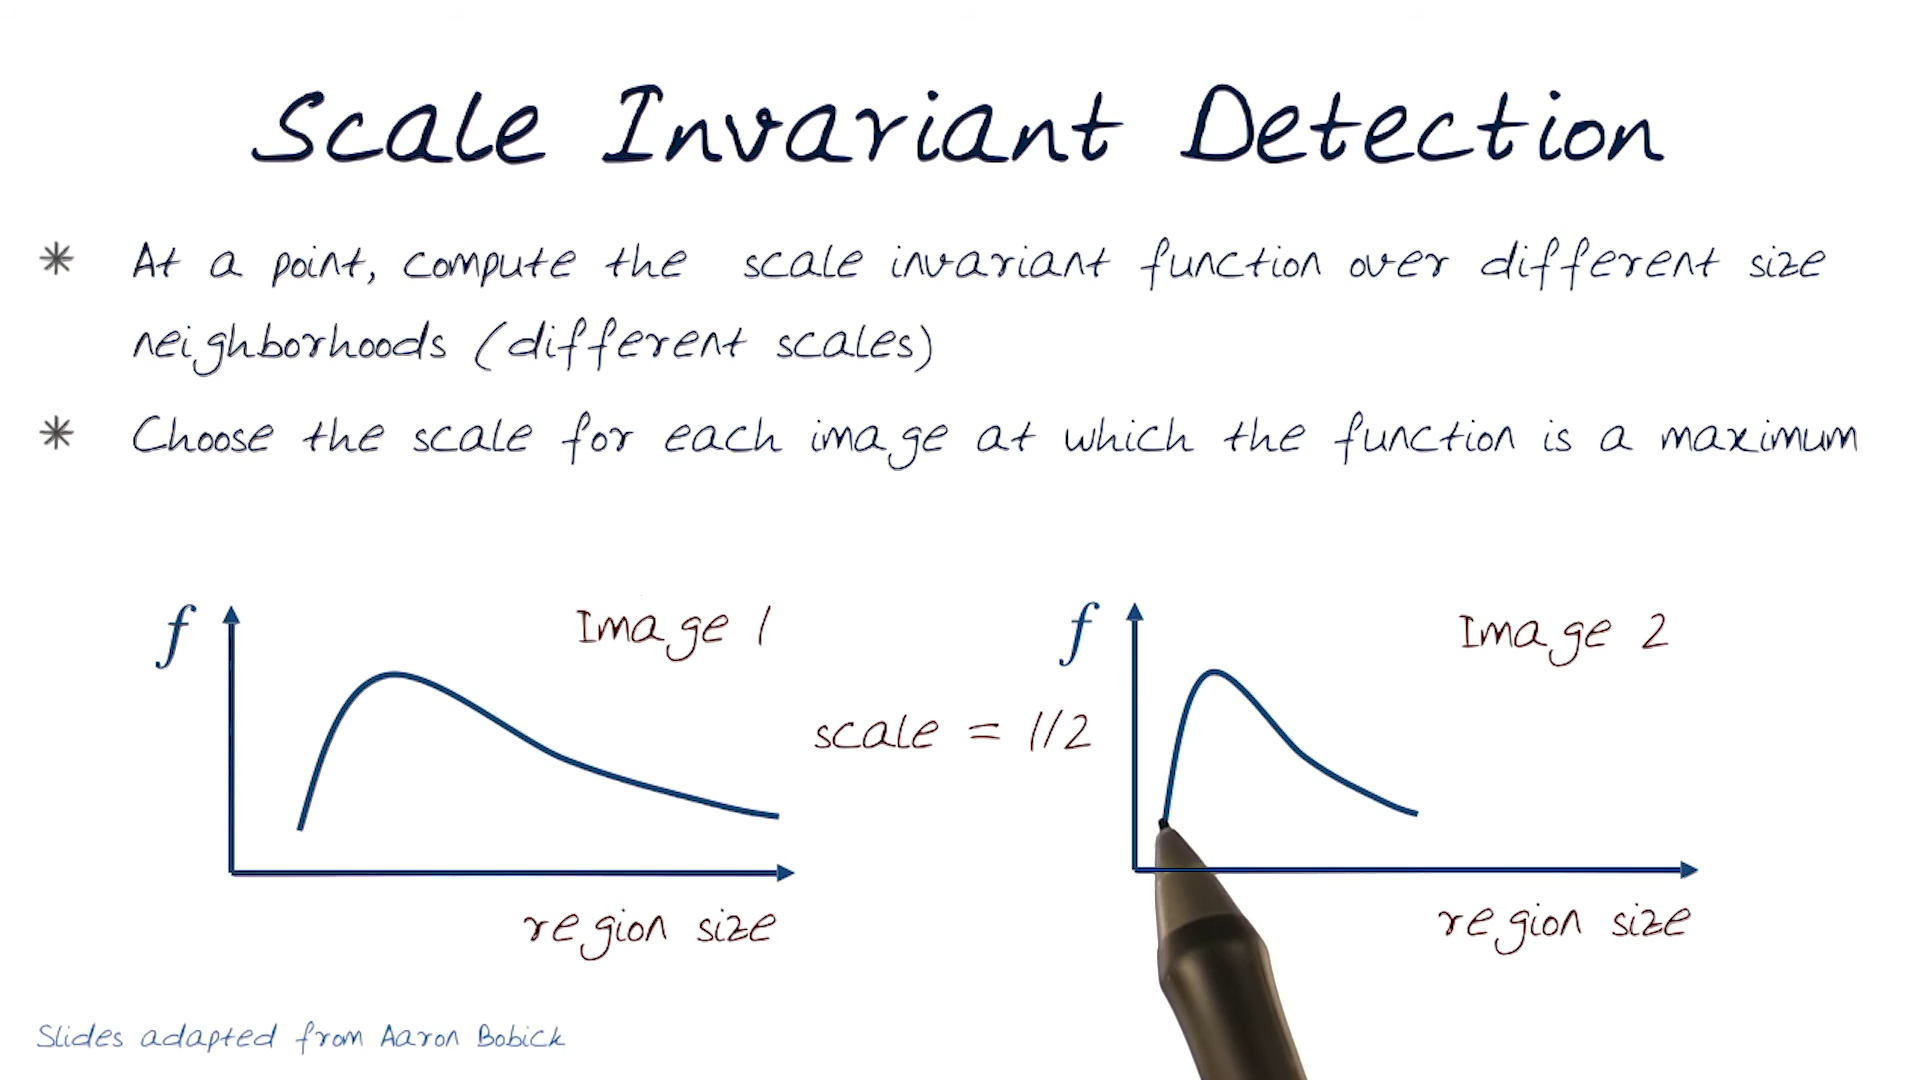 Scale Invariant Detection
* At a point, compute the scale invariant function over different size
neighborhoods (different scales)
* Choose the scale for each image at which the function is a maximum
f
Image 1
scale = 1/2
region size
f
Image 2
region size
Slides adapted from Aaron Bobick